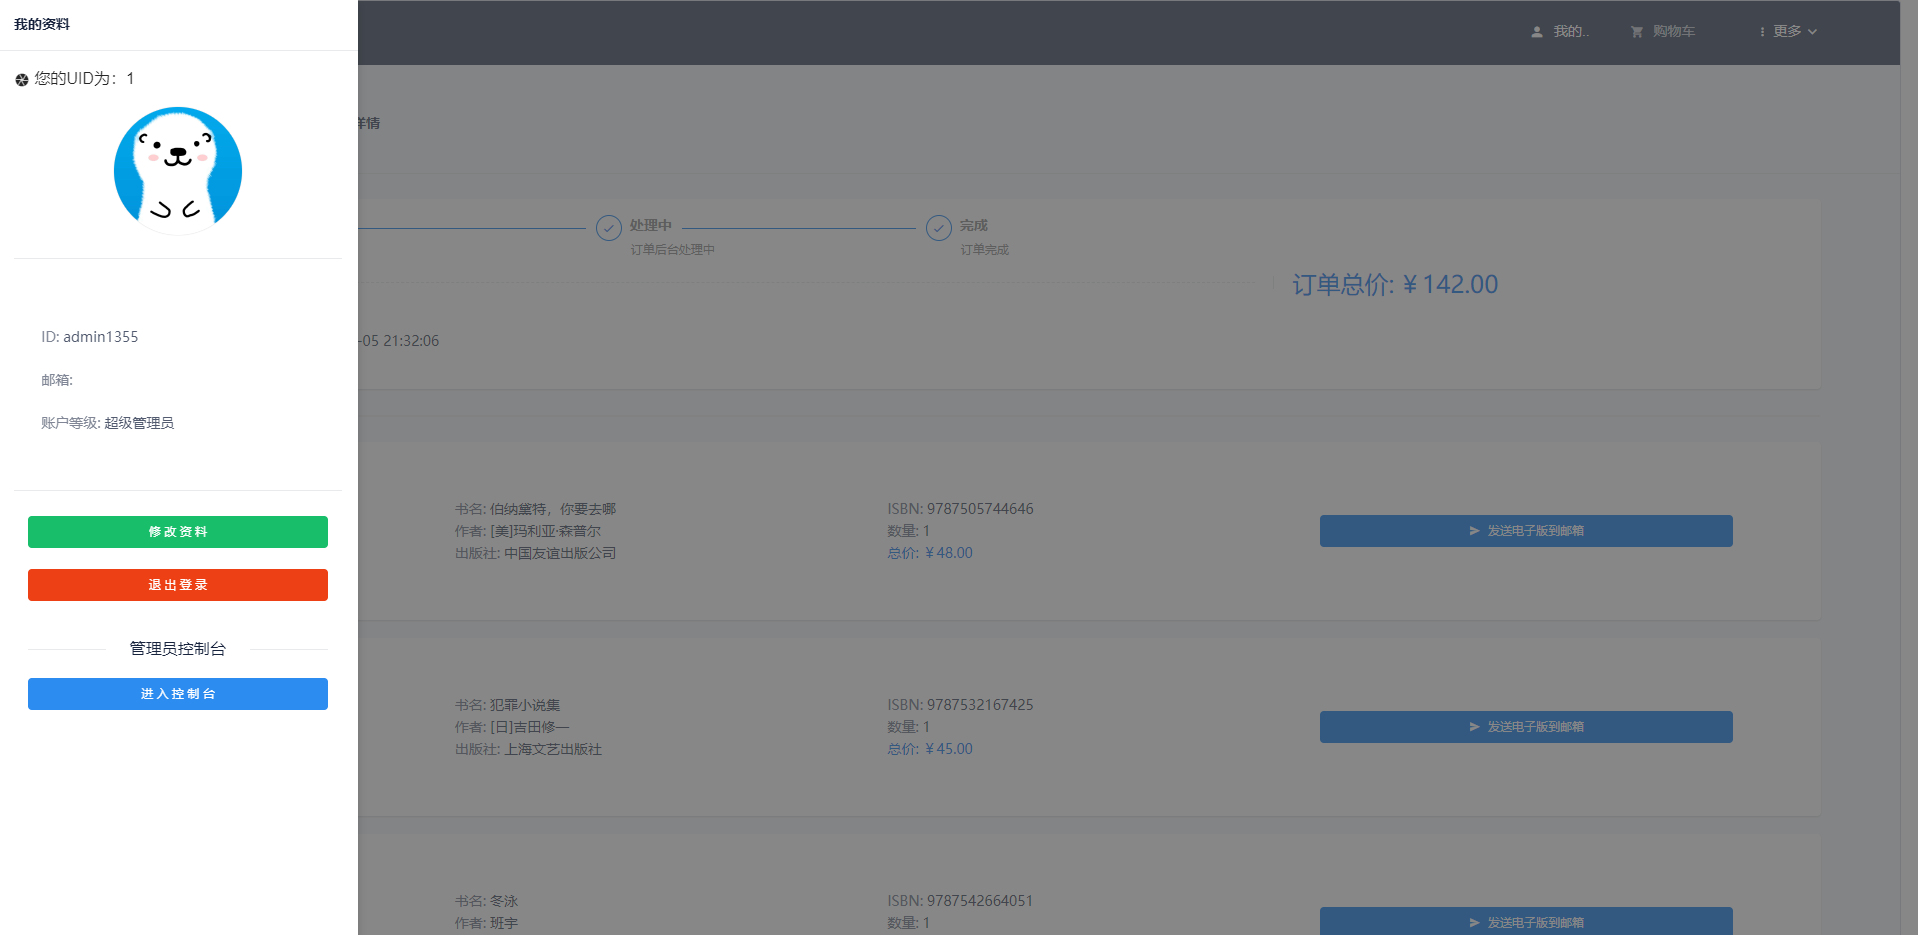 我的资料
您的UID为：1
ID: admin1355
邮箱:
账户等级: 超级管理员
修改资料
退出登录
管理员控制台
进入控制台
我的..
购物车
更多
详情
处理中
订单后台处理中
完成
订单完成
订单总价: ¥ 142.00
-05 21:32:06
书名: 伯纳黛特，你要去哪
作者: [美]玛利亚·森普尔
出版社: 中国友谊出版公司
ISBN: 9787505744646
数量: 1
总价: ¥ 48.00
发送电子版到邮箱
书名: 犯罪小说集
作者: [日]吉田修一
出版社: 上海文艺出版社
ISBN: 9787532167425
数量: 1
总价: ¥ 45.00
发送电子版到邮箱
书名: 冬泳
作者: 班宇
ISBN: 9787542664051
数量: 1
发送电子版到邮箱